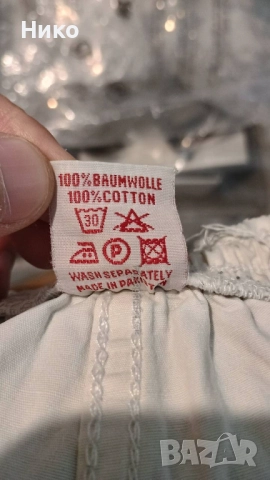 Нико
100% BAUMWOLLE
100% COTTON
30
P
WASH SEPARATELY
MADE IN
bazar